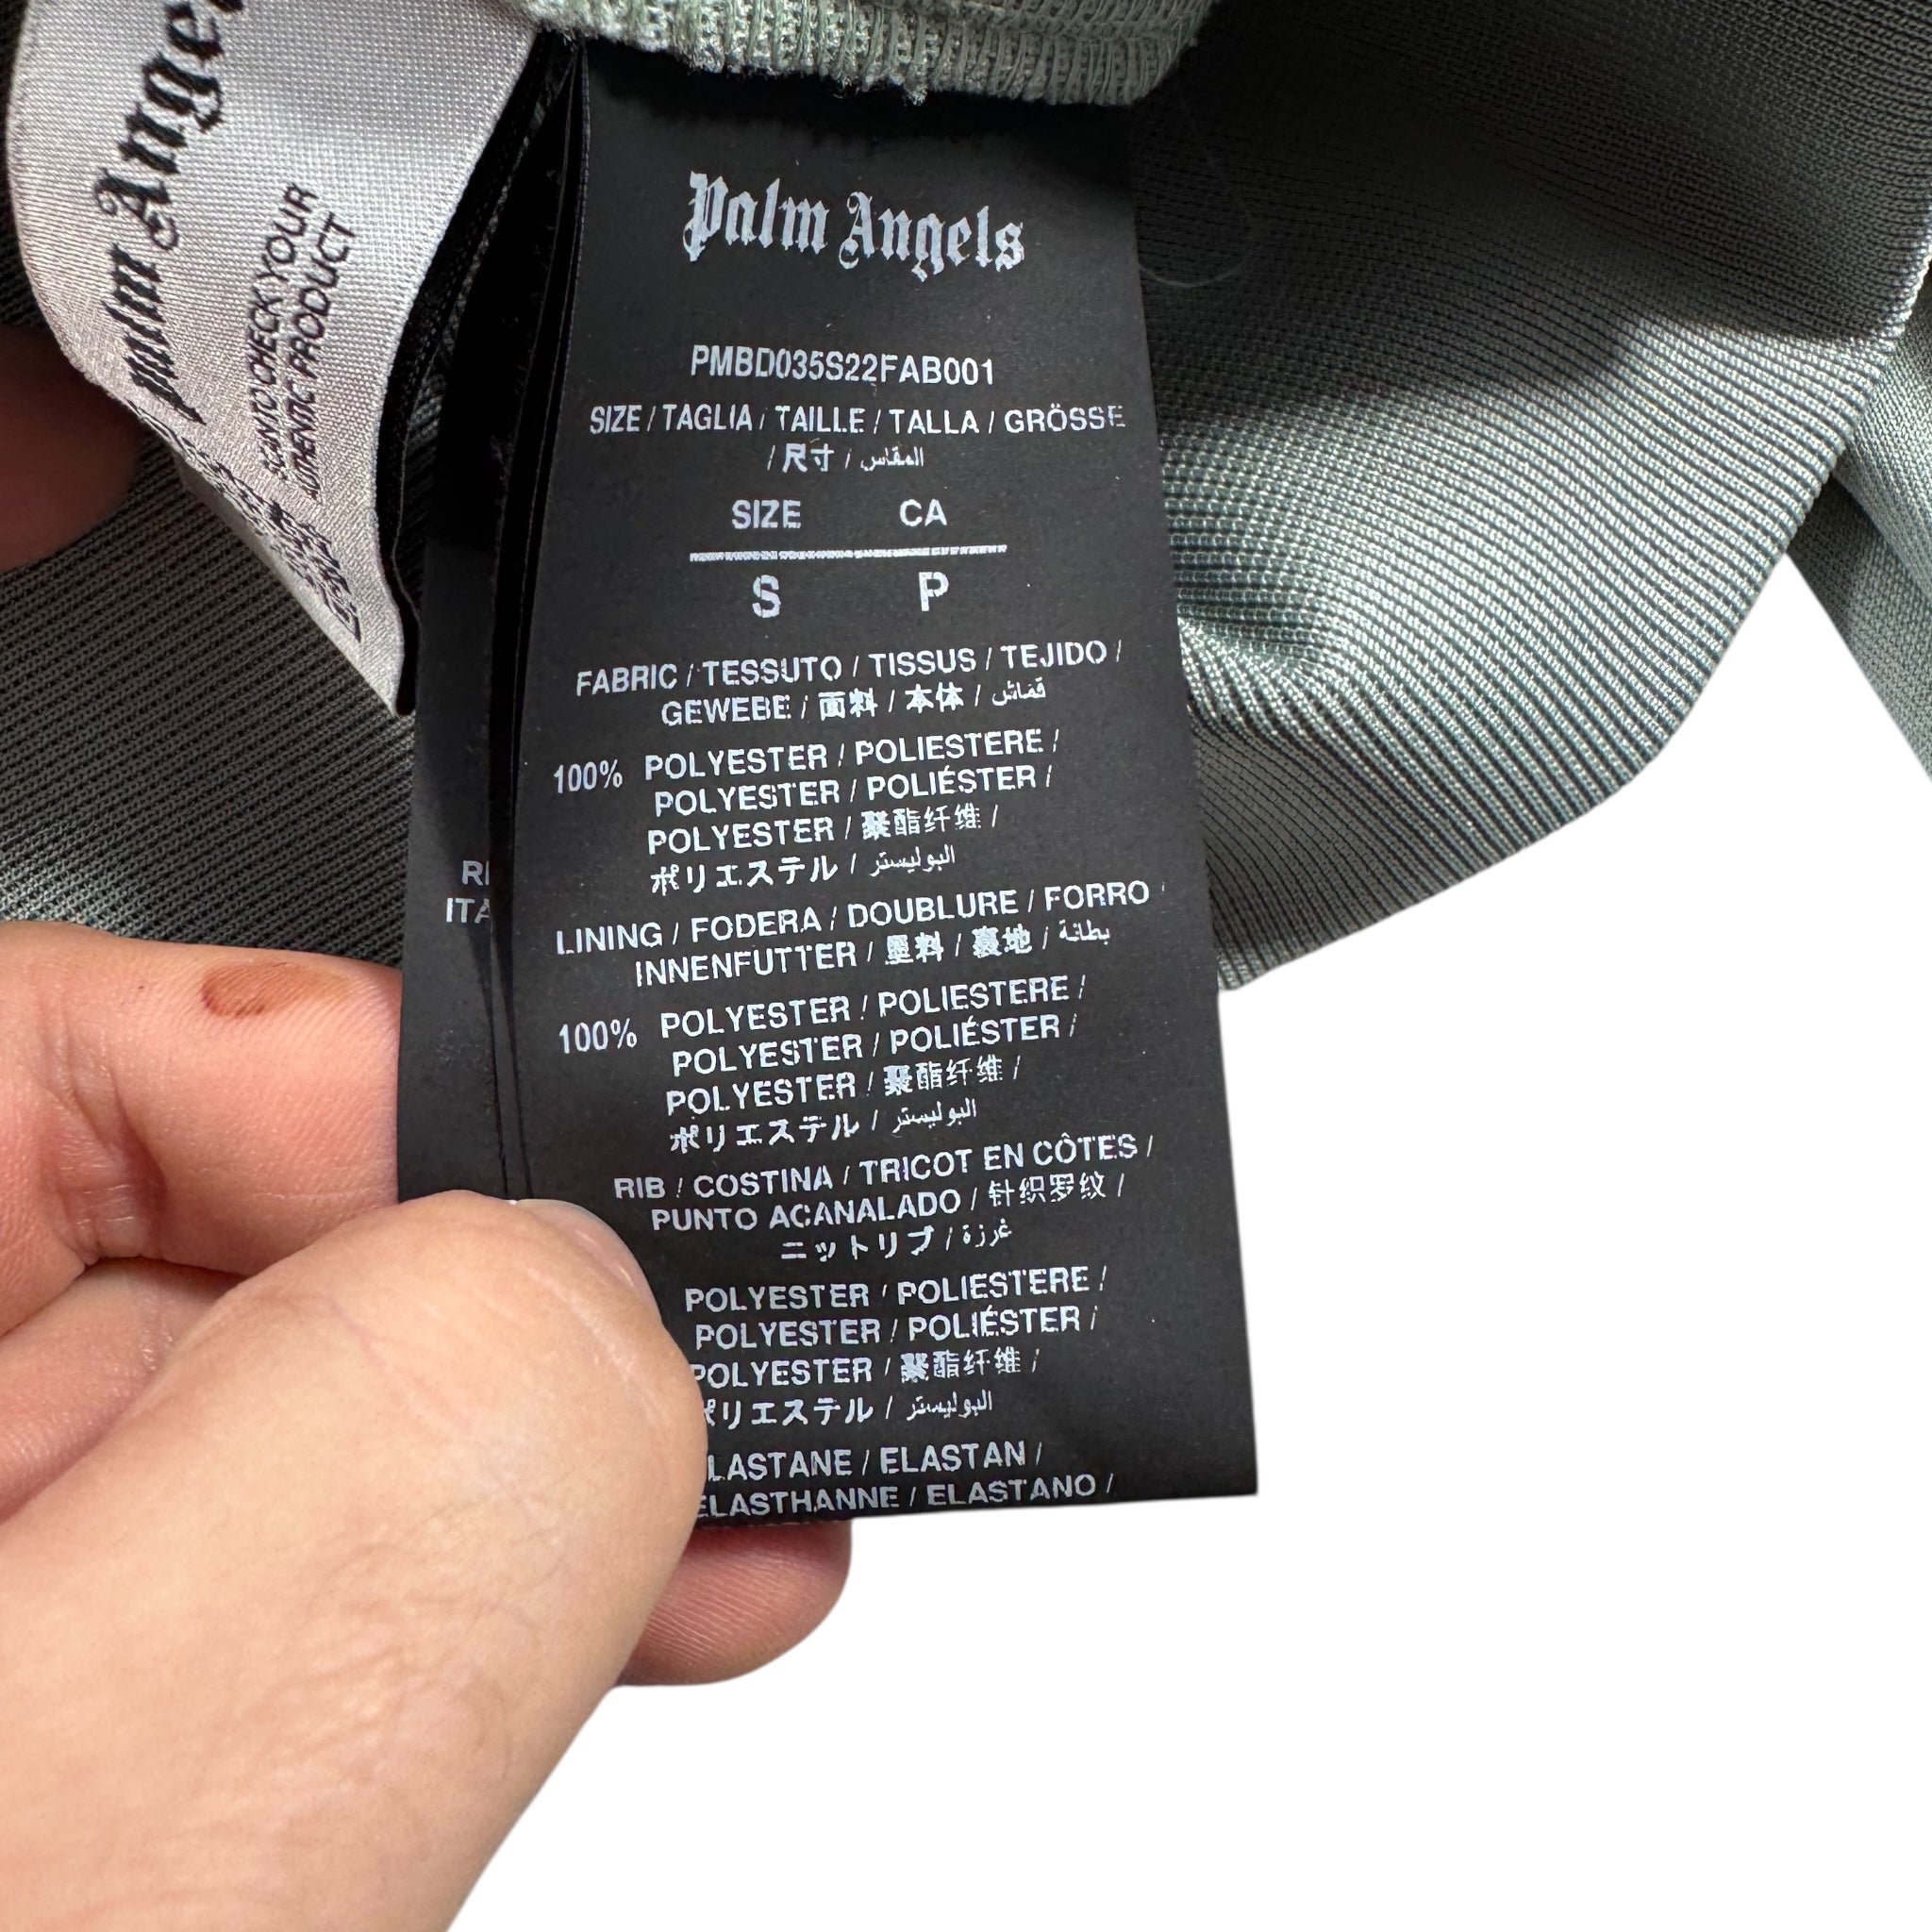 Palm Angels
CHECK YOUR
PRODUCT
Palm Angels
PMBD035S22FAB001
SIZE / TAGLIA / TAILLE / TALLA / GRÖSSE
/ 尺寸 / المقاس
SIZE CA
S P
FABRIC / TESSUTO / TISSUS / TEJIDO /
GEWEBE / 面料 / 本体 / قماش
100% POLYESTER / POLIESTERE /
POLYESTER / POLIÉSTER /
POLYESTER / 聚酯纤维 /
ポリエステル / البوليستر
LINING / FODERA / DOUBLURE / FORRO /
INNENFUTTER / 里料 / 裏地 / بطانة
100% POLYESTER / POLIESTERE /
POLYESTER / POLIÉSTER /
POLYESTER / 聚酯纤维 /
ポリエステル / البوليستر
RIB / COSTINA / TRICOT EN CÔTES /
PUNTO ACANALADO / 针织罗纹 /
ニットリブ / غرزة
POLYESTER / POLIESTERE /
POLYESTER / POLIÉSTER /
POLYESTER / 聚酯纤维 /
ポリエステル / البوليستر
LASTANE / ELASTAN /
ELASTHANNE / ELASTANO /